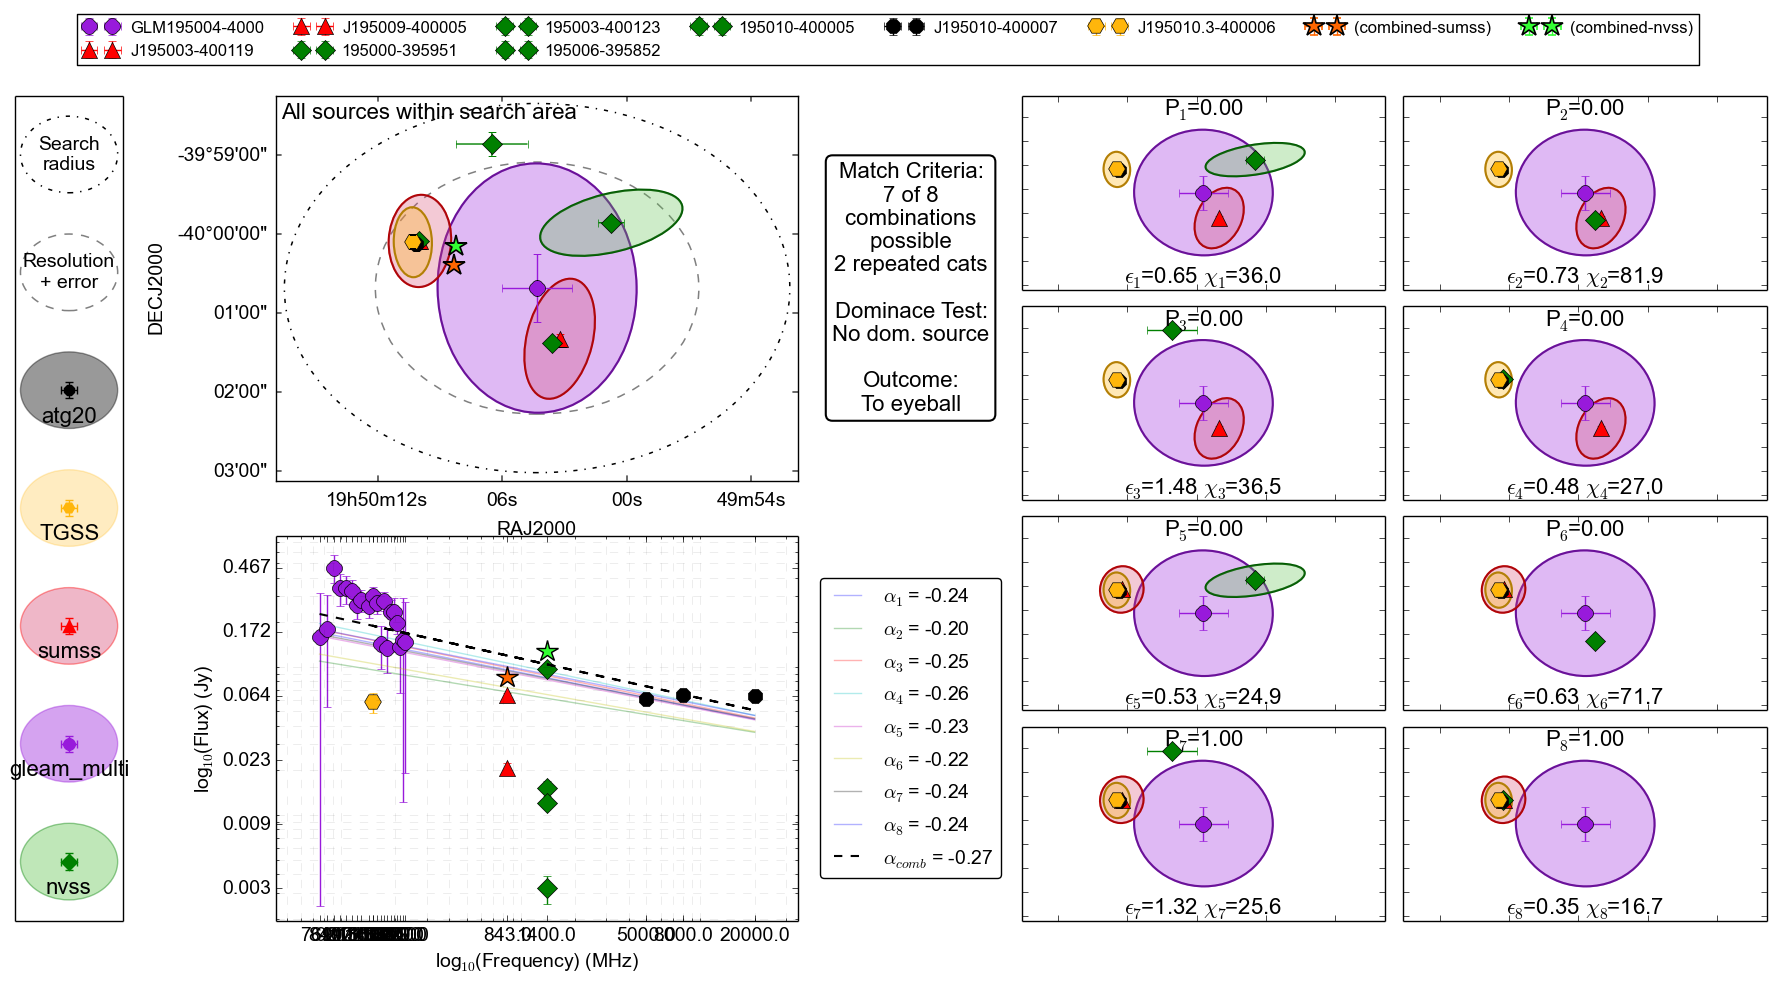 GLM195004-4000
J195009-400005
195003-400123
195010-400005
J195010-400007
J195010.3-400006
(combined-sumss)
(combined-nvss)
J195003-400119
195000-395951
195006-395852
Search
radius
Resolution
+ error
atg20
TGSS
sumss
gleam_multi
nvss
All sources within search area
DECJ2000
-39°59'00"
-40°00'00"
01'00"
02'00"
03'00"
19h50m12s
06s
00s
49m54s
RAJ2000
Match Criteria:
7 of 8
combinations
possible
2 repeated cats
Dominace Test:
No dom. source
Outcome:
To eyeball
log₁₀(Flux) (Jy)
0.467
0.172
0.064
0.023
0.009
0.003
843.0
1400.0
5000.0
8000.0
20000.0
log₁₀(Frequency) (MHz)
α₁ = -0.24
α₂ = -0.20
α₃ = -0.25
α₄ = -0.26
α₅ = -0.23
α₆ = -0.22
α₇ = -0.24
α₈ = -0.24
α_comb = -0.27
P₁=0.00
ϵ₁=0.65 χ₁=36.0
P₂=0.00
ϵ₂=0.73 χ₂=81.9
P₃=0.00
ϵ₃=1.48 χ₃=36.5
P₄=0.00
ϵ₄=0.48 χ₄=27.0
P₅=0.00
ϵ₅=0.53 χ₅=24.9
P₆=0.00
ϵ₆=0.63 χ₆=71.7
P₇=1.00
ϵ₇=1.32 χ₇=25.6
P₈=1.00
ϵ₈=0.35 χ₈=16.7